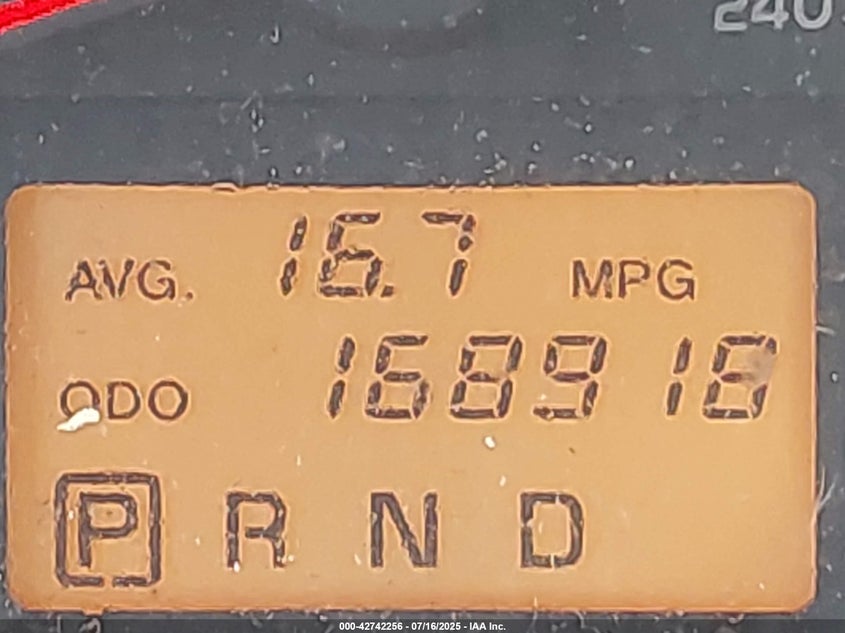 240
AVG. 16.7 MPG
ODO 168918
P R N D
000-42742256 - 07/16/2025 - IAA Inc.